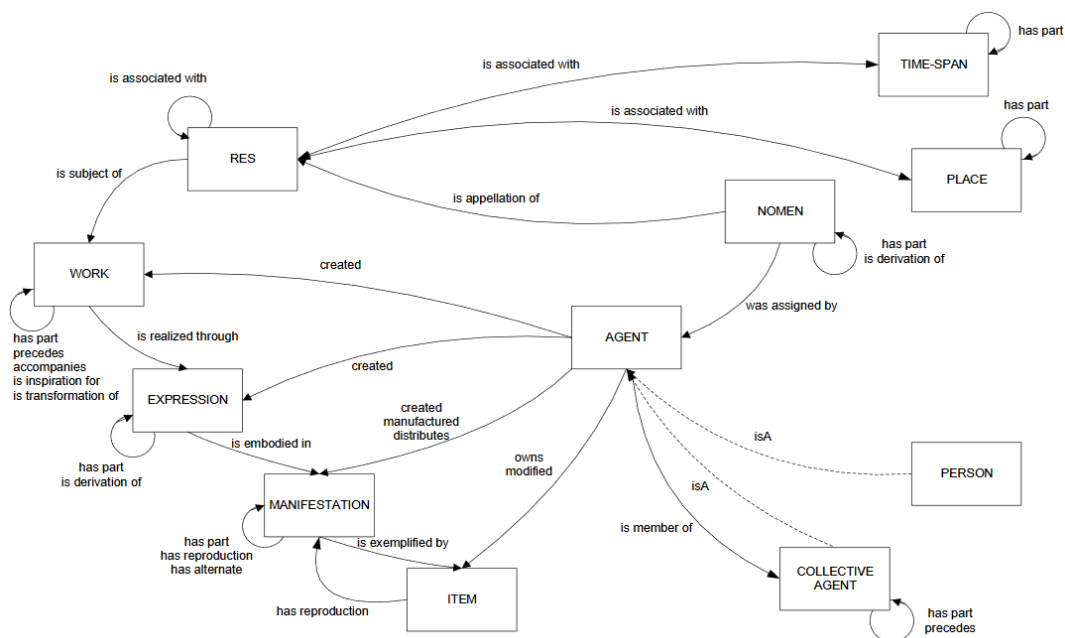 has part
is associated with
TIME-SPAN
is associated with
has part
is associated with
RES
is subject of
PLACE
is appellation of
NOMEN
has part
is derivation of
WORK
created
was assigned by
has part
precedes
accompanies
is inspiration for
is transformation of
is realized through
AGENT
created
EXPRESSION
created
manufactured
distributes
is embodied in
isA
has part
is derivation of
owns
modified
PERSON
isA
MANIFESTATION
is member of
has part
has reproduction
has alternate
is exemplified by
COLLECTIVE
AGENT
ITEM
has reproduction
has part
precedes